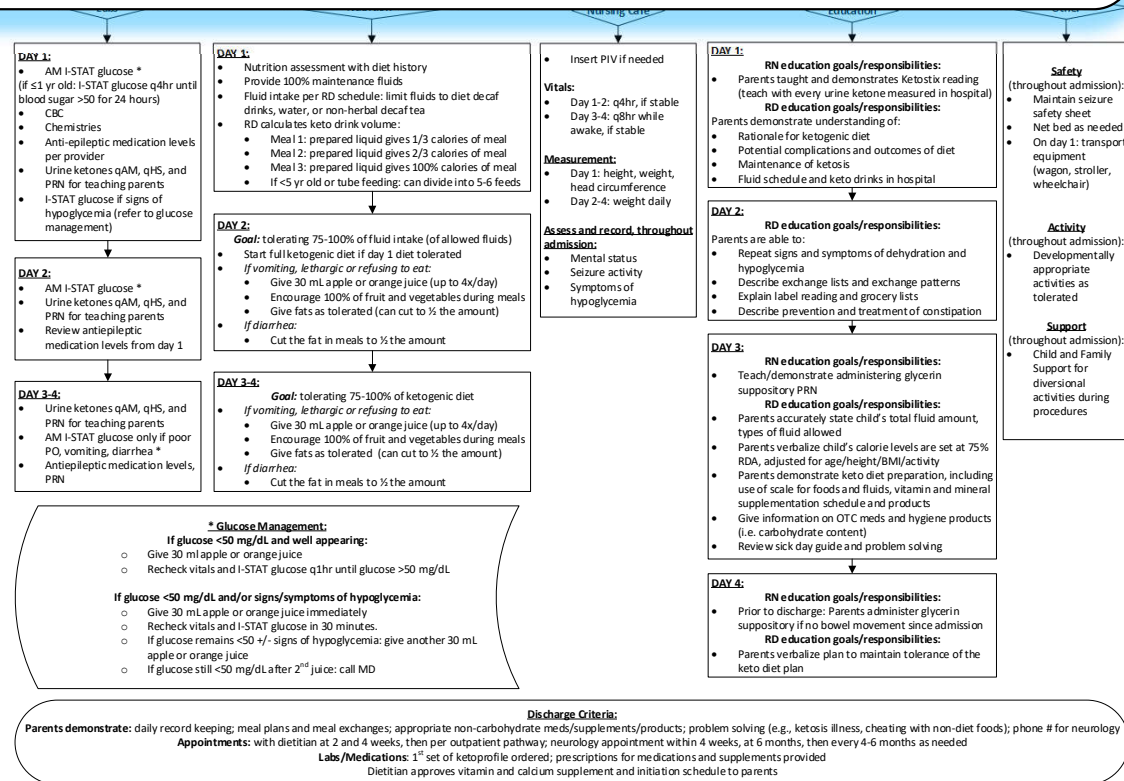 Nursing Care
Education
DAY 1:
• AM I-STAT glucose *
(if ≤1 yr old: I-STAT glucose q4hr until
blood sugar >50 for 24 hours)
• CBC
• Chemistries
• Anti-epileptic medication levels
per provider
• Urine ketones qAM, qHS, and
PRN for teaching parents
• I-STAT glucose if signs of
hypoglycemia (refer to glucose
management)
DAY 2:
• AM I-STAT glucose *
• Urine ketones qAM, qHS, and
PRN for teaching parents
• Review antiepileptic
medication levels from day 1
DAY 3-4:
• Urine ketones qAM, qHS, and
PRN for teaching parents
• AM I-STAT glucose only if poor
PO, vomiting, diarrhea *
• Antiepileptic medication levels,
PRN
DAY 1:
• Nutrition assessment with diet history
• Provide 100% maintenance fluids
• Fluid intake per RD schedule: limit fluids to diet decaf
drinks, water, or non-herbal decaf tea
• RD calculates keto drink volume:
• Meal 1: prepared liquid gives 1/3 calories of meal
• Meal 2: prepared liquid gives 2/3 calories of meal
• Meal 3: prepared liquid gives 100% calories of meal
• If <5 yr old or tube feeding: can divide into 5-6 feeds
DAY 2:
Goal: tolerating 75-100% of fluid intake (of allowed fluids)
• Start full ketogenic diet if day 1 diet tolerated
• If vomiting, lethargic or refusing to eat:
• Give 30 mL apple or orange juice (up to 4x/day)
• Encourage 100% of fruit and vegetables during meals
• Give fats as tolerated (can cut to ½ the amount)
• If diarrhea:
• Cut the fat in meals to ½ the amount
DAY 3-4:
Goal: tolerating 75-100% of ketogenic diet
• If vomiting, lethargic or refusing to eat:
• Give 30 mL apple or orange juice (up to 4x/day)
• Encourage 100% of fruit and vegetables during meals
• Give fats as tolerated (can cut to ½ the amount)
• If diarrhea:
• Cut the fat in meals to ½ the amount
• Insert PIV if needed
Vitals:
• Day 1-2: q4hr, if stable
• Day 3-4: q8hr while
awake, if stable
Measurement:
• Day 1: height, weight,
head circumference
• Day 2-4: weight daily
Assess and record, throughout
admission:
• Mental status
• Seizure activity
• Symptoms of
hypoglycemia
DAY 1:
RN education goals/responsibilities:
• Parents taught and demonstrates Ketostix reading
(teach with every urine ketone measured in hospital)
RD education goals/responsibilities:
Parents demonstrate understanding of:
• Rationale for ketogenic diet
• Potential complications and outcomes of diet
• Maintenance of ketosis
• Fluid schedule and keto drinks in hospital
DAY 2:
RD education goals/responsibilities:
Parents are able to:
• Repeat signs and symptoms of dehydration and
hypoglycemia
• Describe exchange lists and exchange patterns
• Explain label reading and grocery lists
• Describe prevention and treatment of constipation
DAY 3:
RN education goals/responsibilities:
• Teach/demonstrate administering glycerin
suppository PRN
RD education goals/responsibilities:
• Parents accurately state child's total fluid amount,
types of fluid allowed
• Parents verbalize child's calorie levels are set at 75%
RDA, adjusted for age/height/BMI/activity
• Parents demonstrate keto diet preparation, including
use of scale for foods and fluids, vitamin and mineral
supplementation schedule and products
• Give information on OTC meds and hygiene products
(i.e. carbohydrate content)
• Review sick day guide and problem solving
DAY 4:
RN education goals/responsibilities:
• Prior to discharge: Parents administer glycerin
suppository if no bowel movement since admission
RD education goals/responsibilities:
• Parents verbalize plan to maintain tolerance of the
keto diet plan
Safety
(throughout admission):
• Maintain seizure
safety sheet
• Net bed as needed
• On day 1: transport
equipment
(wagon, stroller,
wheelchair)
Activity
(throughout admission):
• Developmentally
appropriate
activities as
tolerated
Support
(throughout admission):
• Child and Family
Support for
diversional
activities during
procedures
* Glucose Management:
If glucose <50 mg/dL and well appearing:
o Give 30 ml apple or orange juice
o Recheck vitals and I-STAT glucose q1hr until glucose >50 mg/dL
If glucose <50 mg/dL and/or signs/symptoms of hypoglycemia:
o Give 30 mL apple or orange juice immediately
o Recheck vitals and I-STAT glucose in 30 minutes.
o If glucose remains <50 +/- signs of hypoglycemia: give another 30 mL
apple or orange juice
o If glucose still <50 mg/dL after 2nd juice: call MD
Discharge Criteria:
Parents demonstrate: daily record keeping; meal plans and meal exchanges; appropriate non-carbohydrate meds/supplements/products; problem solving (e.g., ketosis illness, cheating with non-diet foods); phone # for neurology
Appointments: with dietitian at 2 and 4 weeks, then per outpatient pathway; neurology appointment within 4 weeks, at 6 months, then every 4-6 months as needed
Labs/Medications: 1st set of ketoprofile ordered; prescriptions for medications and supplements provided
Dietitian approves vitamin and calcium supplement and initiation schedule to parents